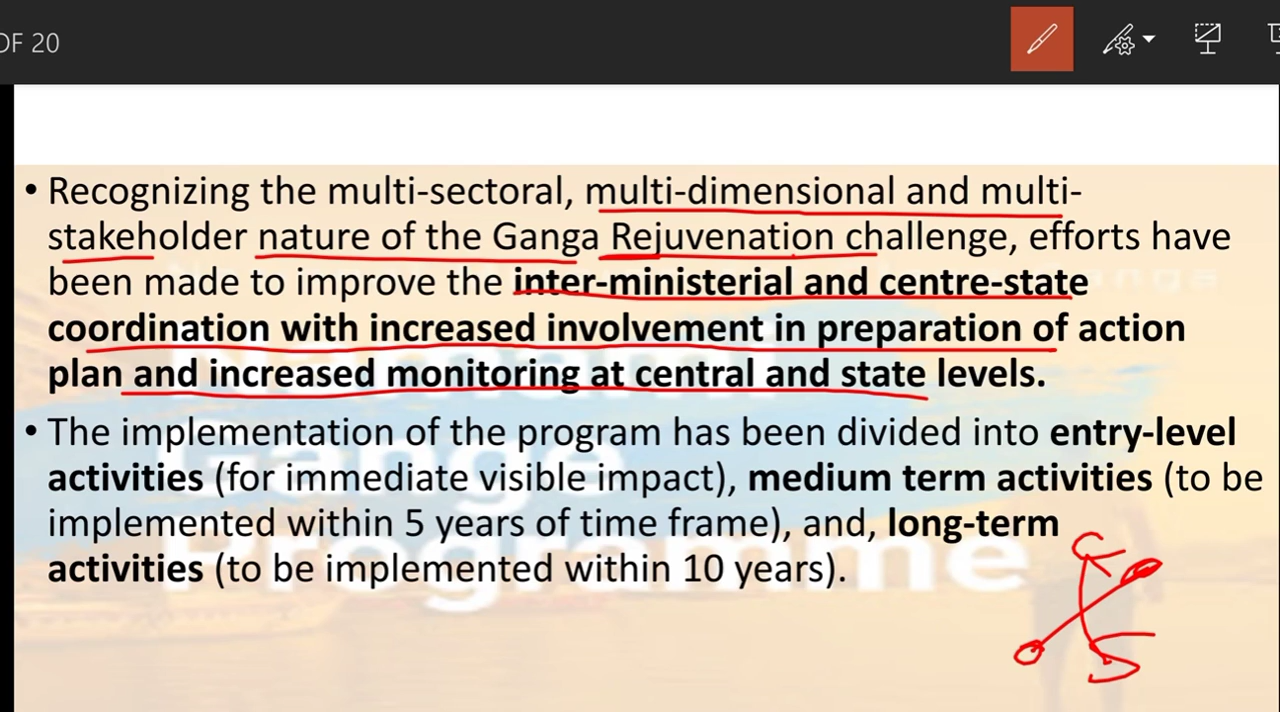 OF 20
• Recognizing the multi-sectoral, multi-dimensional and multi-
stakeholder nature of the Ganga Rejuvenation challenge, efforts have
been made to improve the inter-ministerial and centre-state
coordination with increased involvement in preparation of action
plan and increased monitoring at central and state levels.
• The implementation of the program has been divided into entry-level
activities (for immediate visible impact), medium term activities (to be
implemented within 5 years of time frame), and, long-term
activities (to be implemented within 10 years).
Namami
Gange
Programme